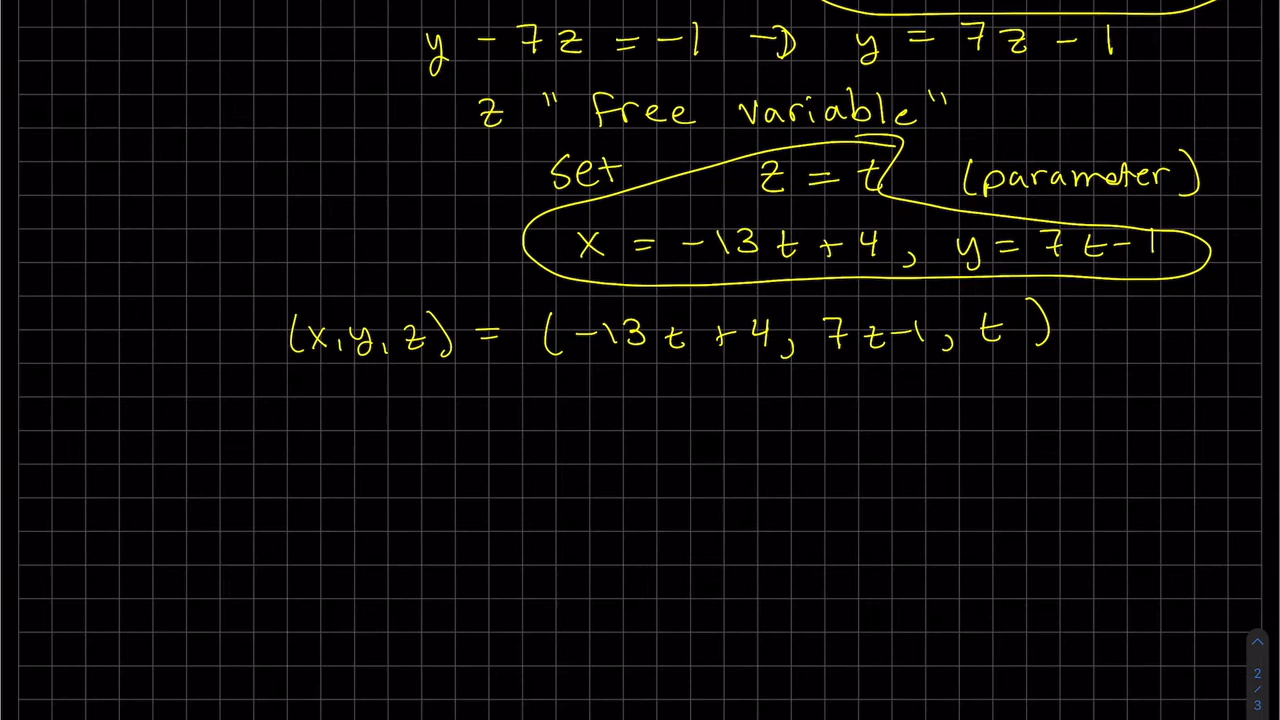 y - 7z = -1 → y = 7z - 1
z "free variable"
set z = t (parameter)
x = -13t + 4, y = 7t - 1
(x, y, z) = (-13t + 4, 7t - 1, t)
2
/
3